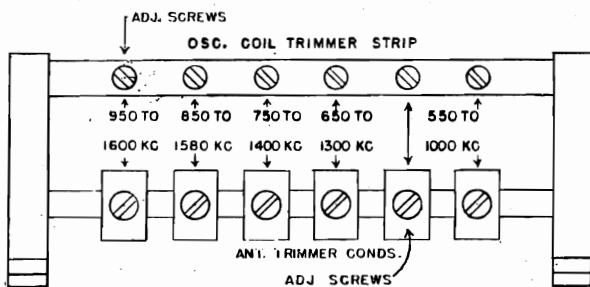 ADJ. SCREWS
OSC. COIL TRIMMER STRIP
950 TO 850 TO 750 TO 650 TO 550 TO
1600 KC 1580 KC 1400 KC 1300 KC 1000 KC
ANT. TRIMMER CONDS.
ADJ SCREWS